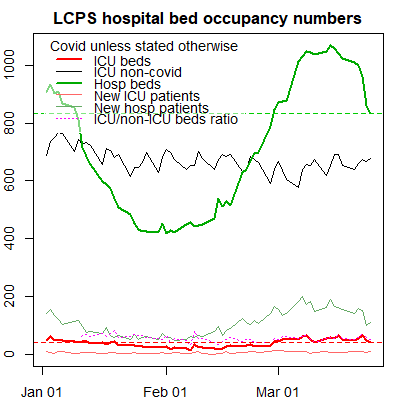 LCPS hospital bed occupancy numbers
Covid unless stated otherwise
ICU beds
ICU non-covid
Hosp beds
New ICU patients
New hosp patients
ICU/non-ICU beds ratio
1000
800
600
400
200
0
Jan 01 Feb 01 Mar 01